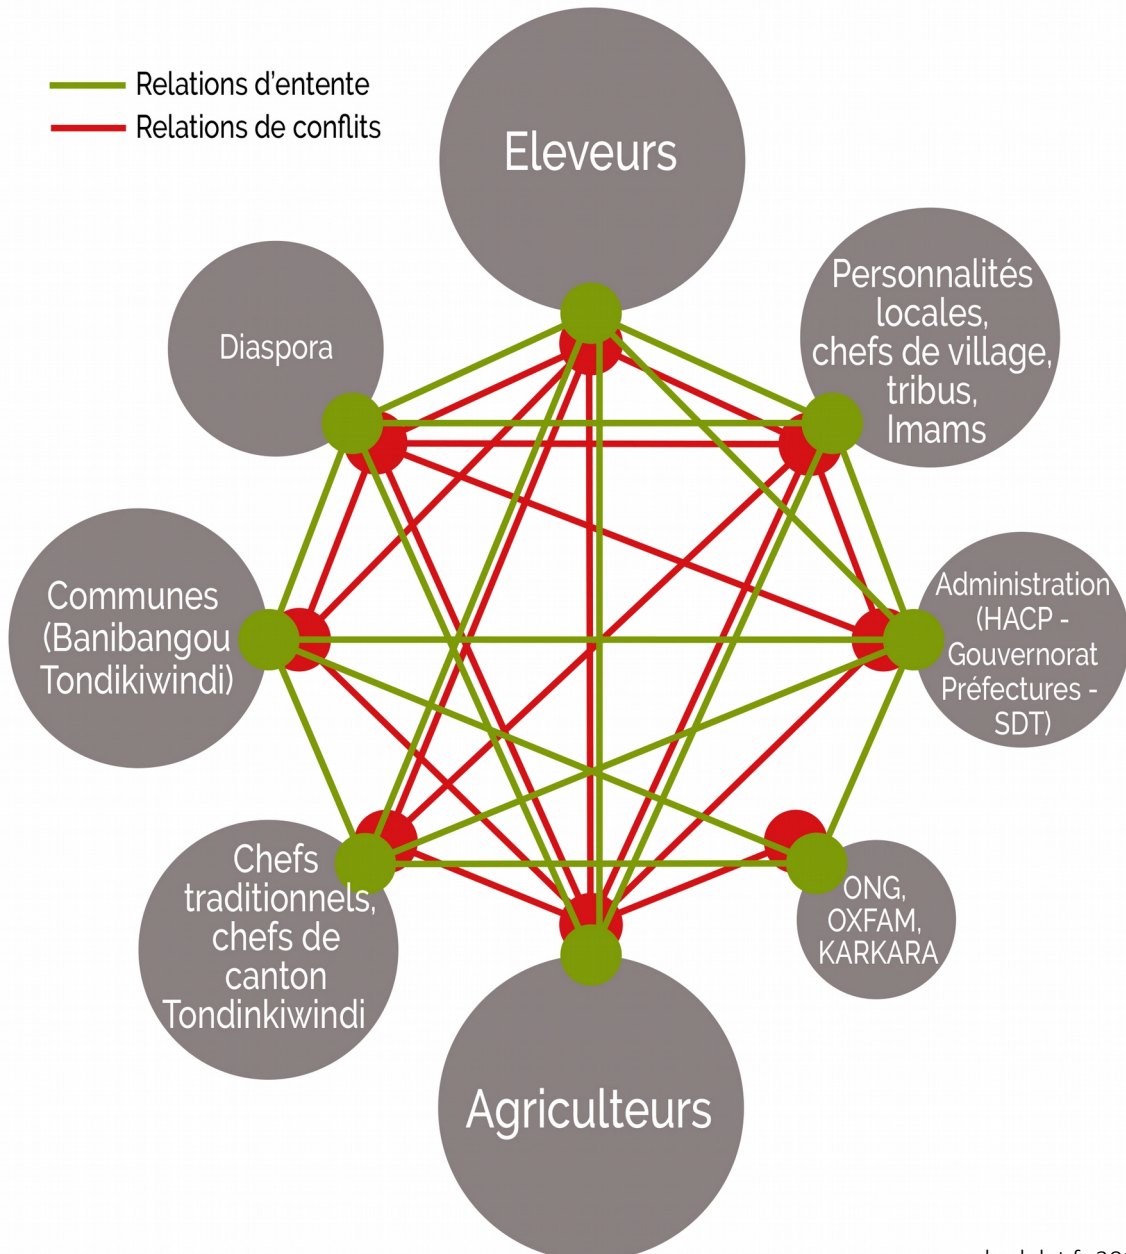 Relations d'entente
Relations de conflits
Eleveurs
Personnalités
locales,
chefs de village,
tribus,
Imams
Diaspora
Communes
(Banibangou
Tondikiwindi)
Administration
(HACP -
Gouvernorat
Préfectures -
SDT)
Chefs
traditionnels,
chefs de
canton
Tondinkiwindi
ONG,
OXFAM,
KARKARA
Agriculteurs